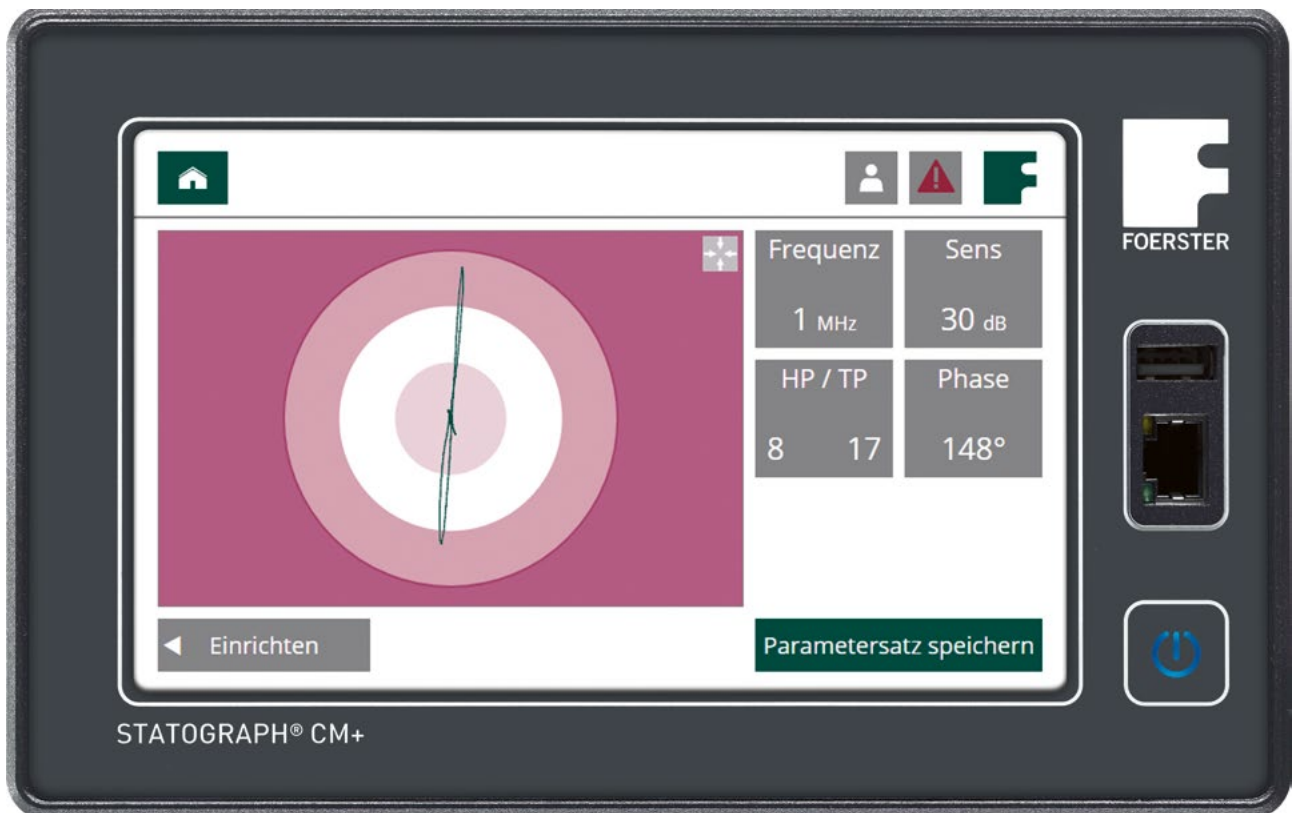 FOERSTER
Frequenz
1 MHz
Sens
30 dB
HP / TP
8 17
Phase
148°
Einrichten
Parametersatz speichern
STATOGRAPH® CM+